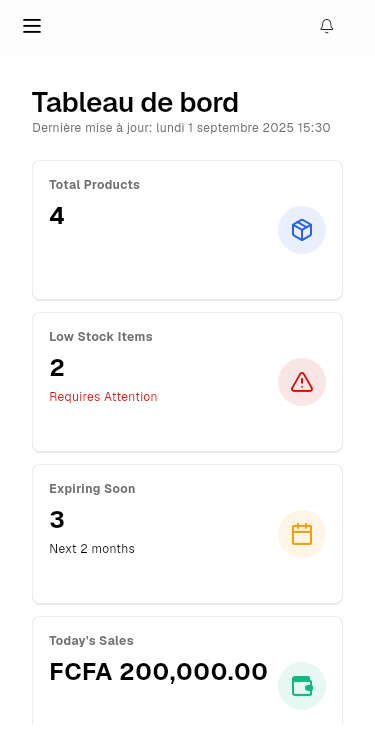 Tableau de bord
Dernière mise à jour: lundi 1 septembre 2025 15:30
Total Products
4
Low Stock Items
2
Requires Attention
Expiring Soon
3
Next 2 months
Today's Sales
FCFA 200,000.00